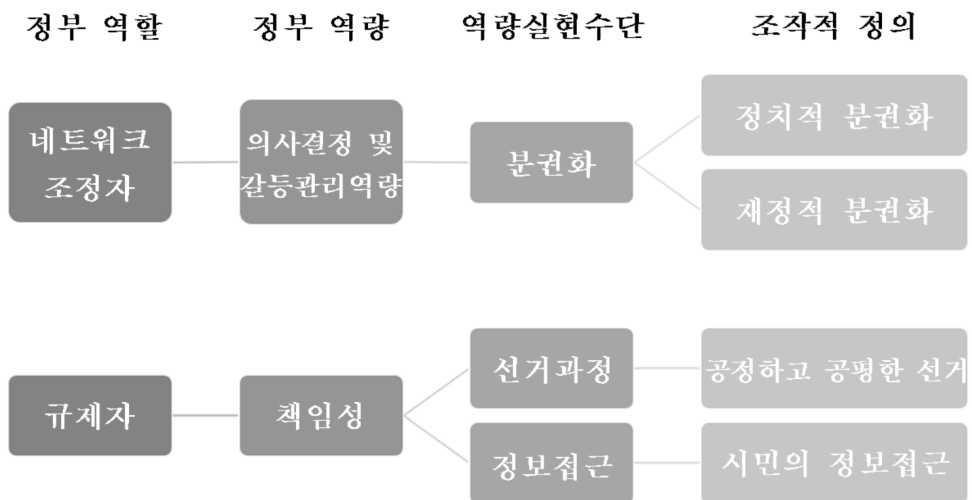 정부 역할 정부 역량 역량실현수단 조작적 정의
네트워크
조정자
의사결정 및
갈등관리역량
분권화
정치적 분권화
재정적 분권화
규제자
책임성
선거과정
공정하고 공평한 선거
정보접근
시민의 정보접근